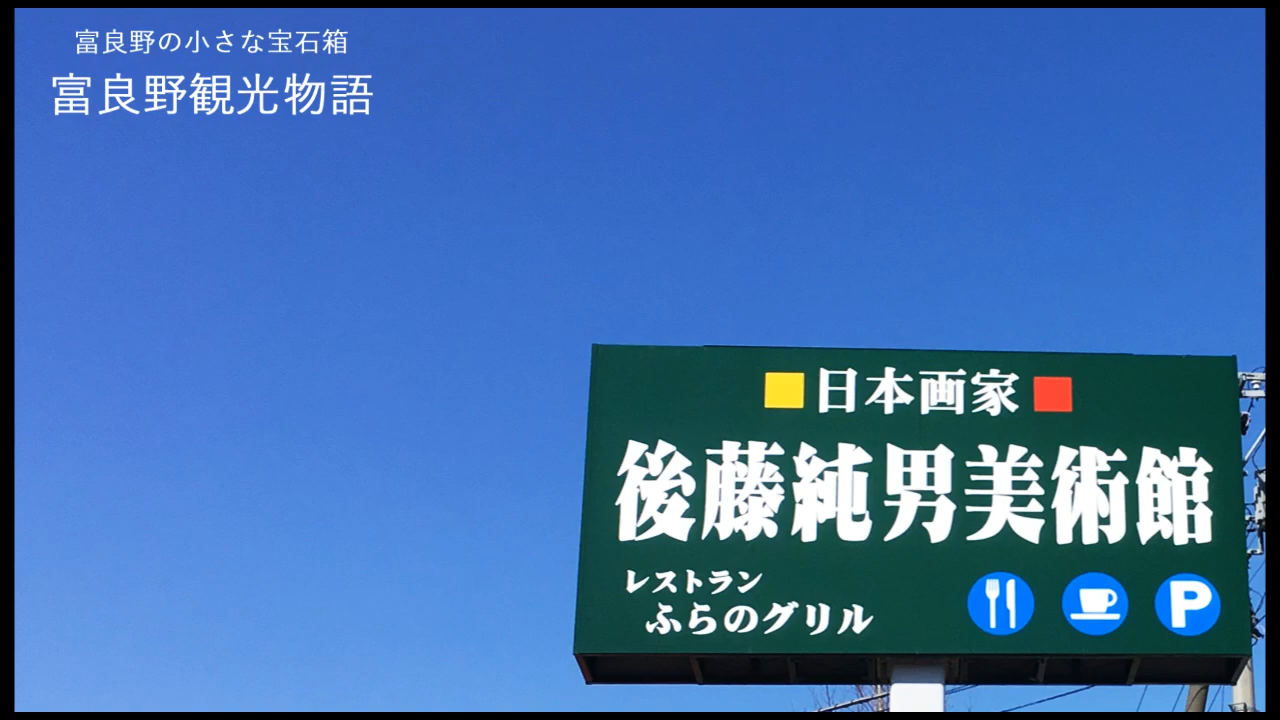 富良野の小さな宝石箱
富良野観光物語
日本画家
後藤純男美術館
レストラン
ふらのグリル
P